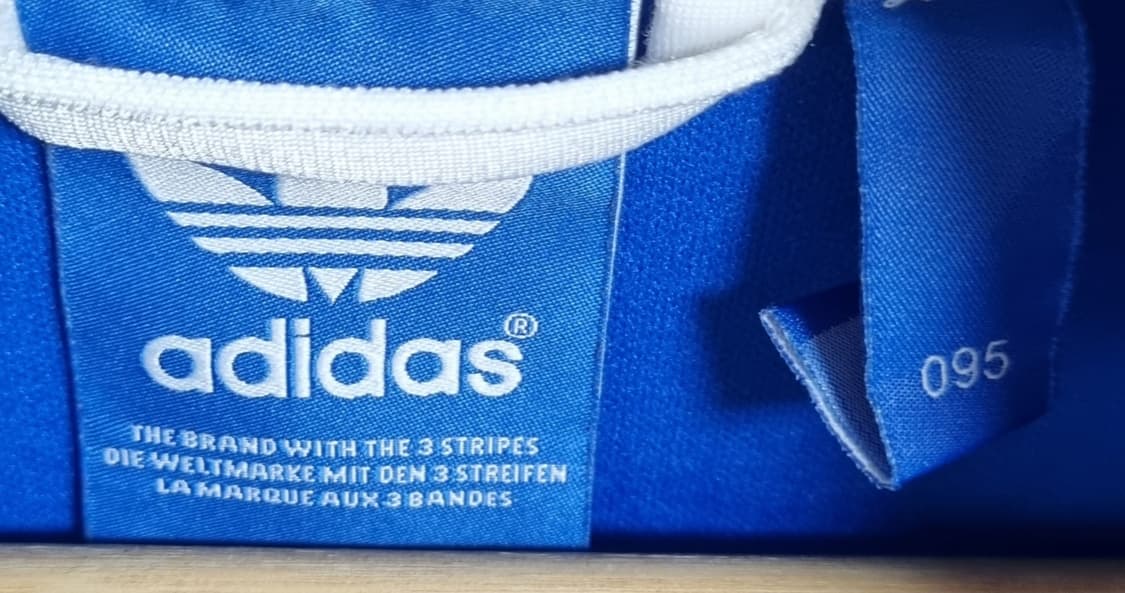 adidas®
THE BRAND WITH THE 3 STRIPES
DIE WELTMARKE MIT DEN 3 STREIFEN
LA MARQUE AUX 3 BANDES
095